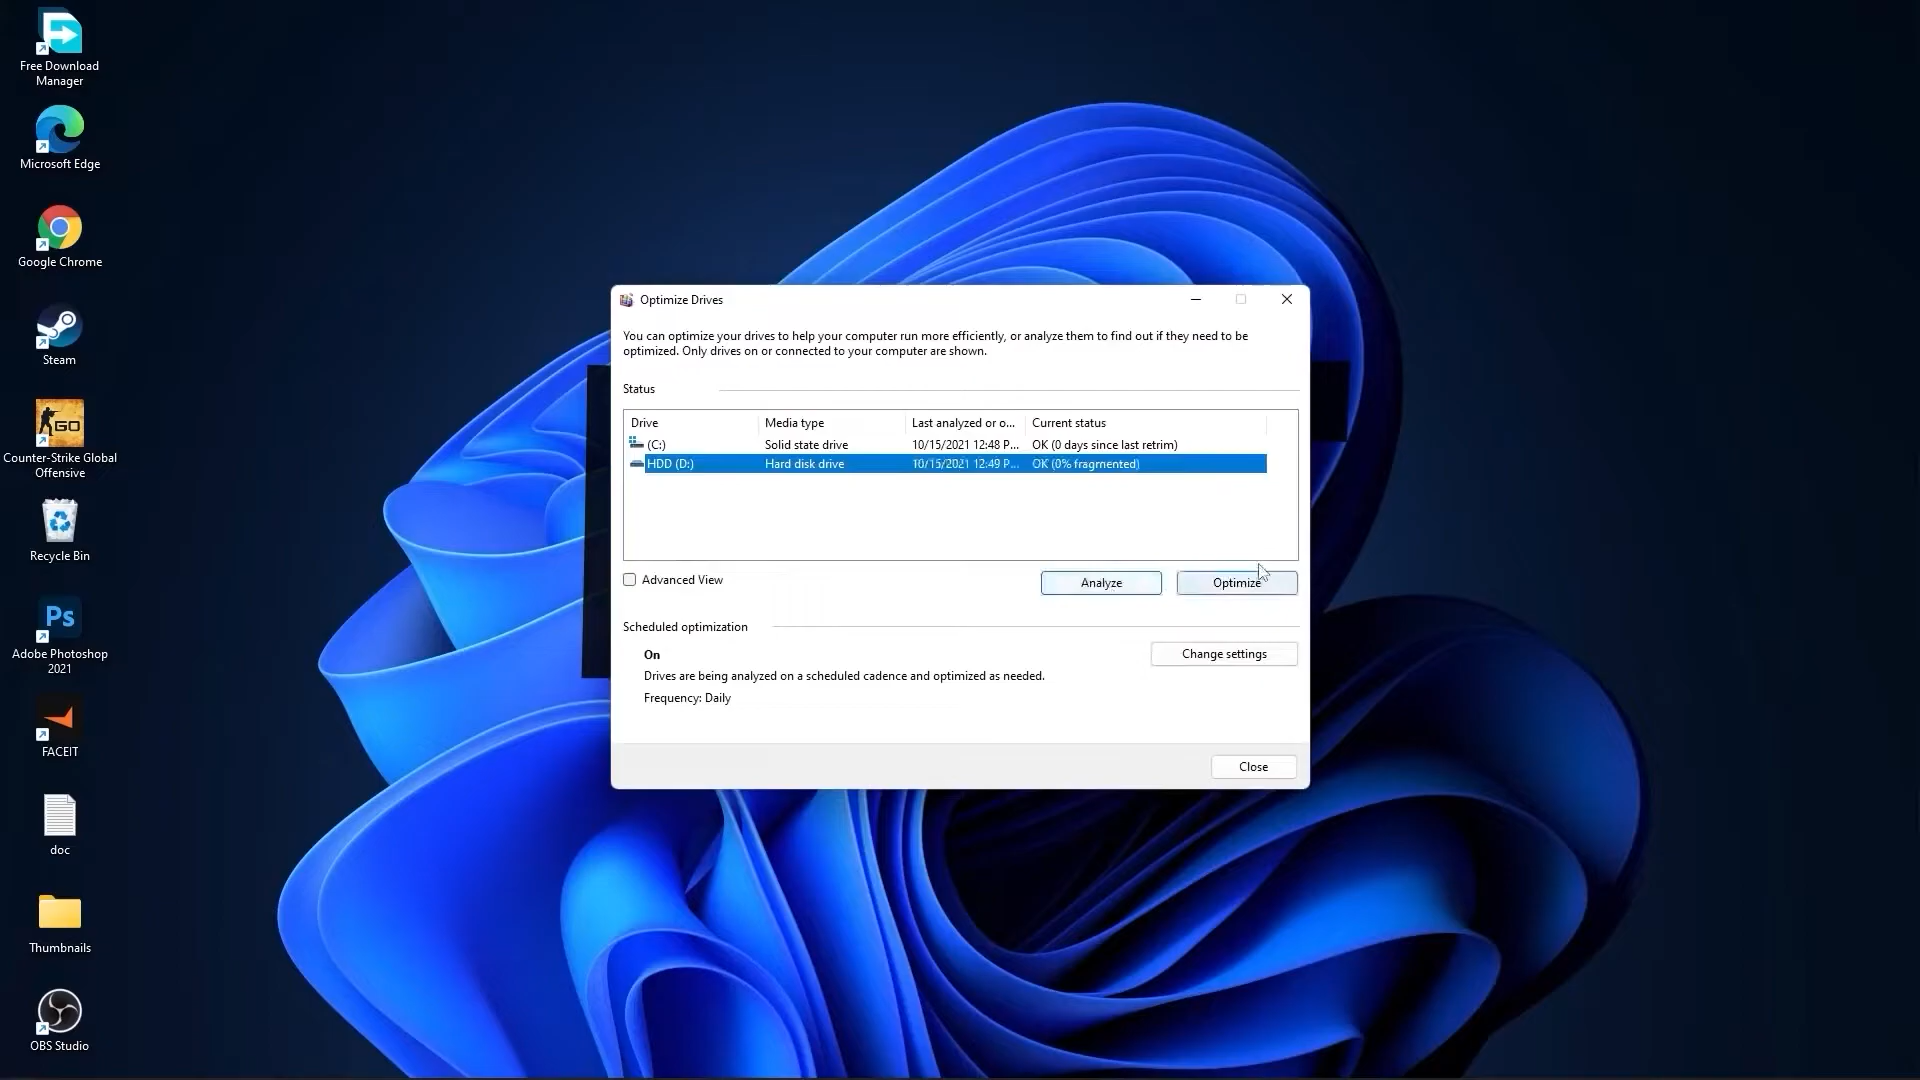 Free Download
Manager
Microsoft Edge
Google Chrome
Steam
GO
Counter-Strike Global
Offensive
Recycle Bin
Ps
Adobe Photoshop
2021
FACEIT
doc
Thumbnails
OBS Studio
Optimize Drives
You can optimize your drives to help your computer run more efficiently, or analyze them to find out if they need to be
optimized. Only drives on or connected to your computer are shown.
Status
Drive Media type Last analyzed or o... Current status
(C:) Solid state drive 10/15/2021 12:48 P... OK (0 days since last retrim)
HDD (D:) Hard disk drive 10/15/2021 12:49 P... OK (0% fragmented)
Advanced View Analyze Optimize
Scheduled optimization
On Change settings
Drives are being analyzed on a scheduled cadence and optimized as needed.
Frequency: Daily
Close